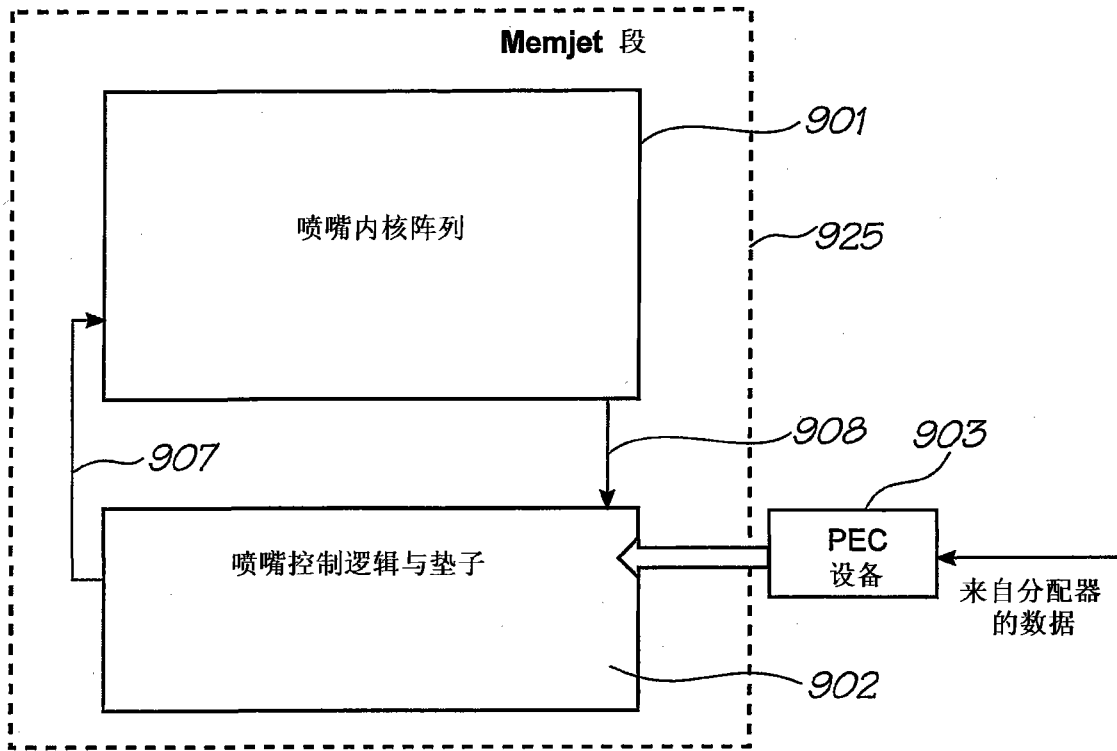 Memjet 段
901
喷嘴内核阵列
925
908
907
903
PEC
设备
喷嘴控制逻辑与垫子
来自分配器
的数据
902